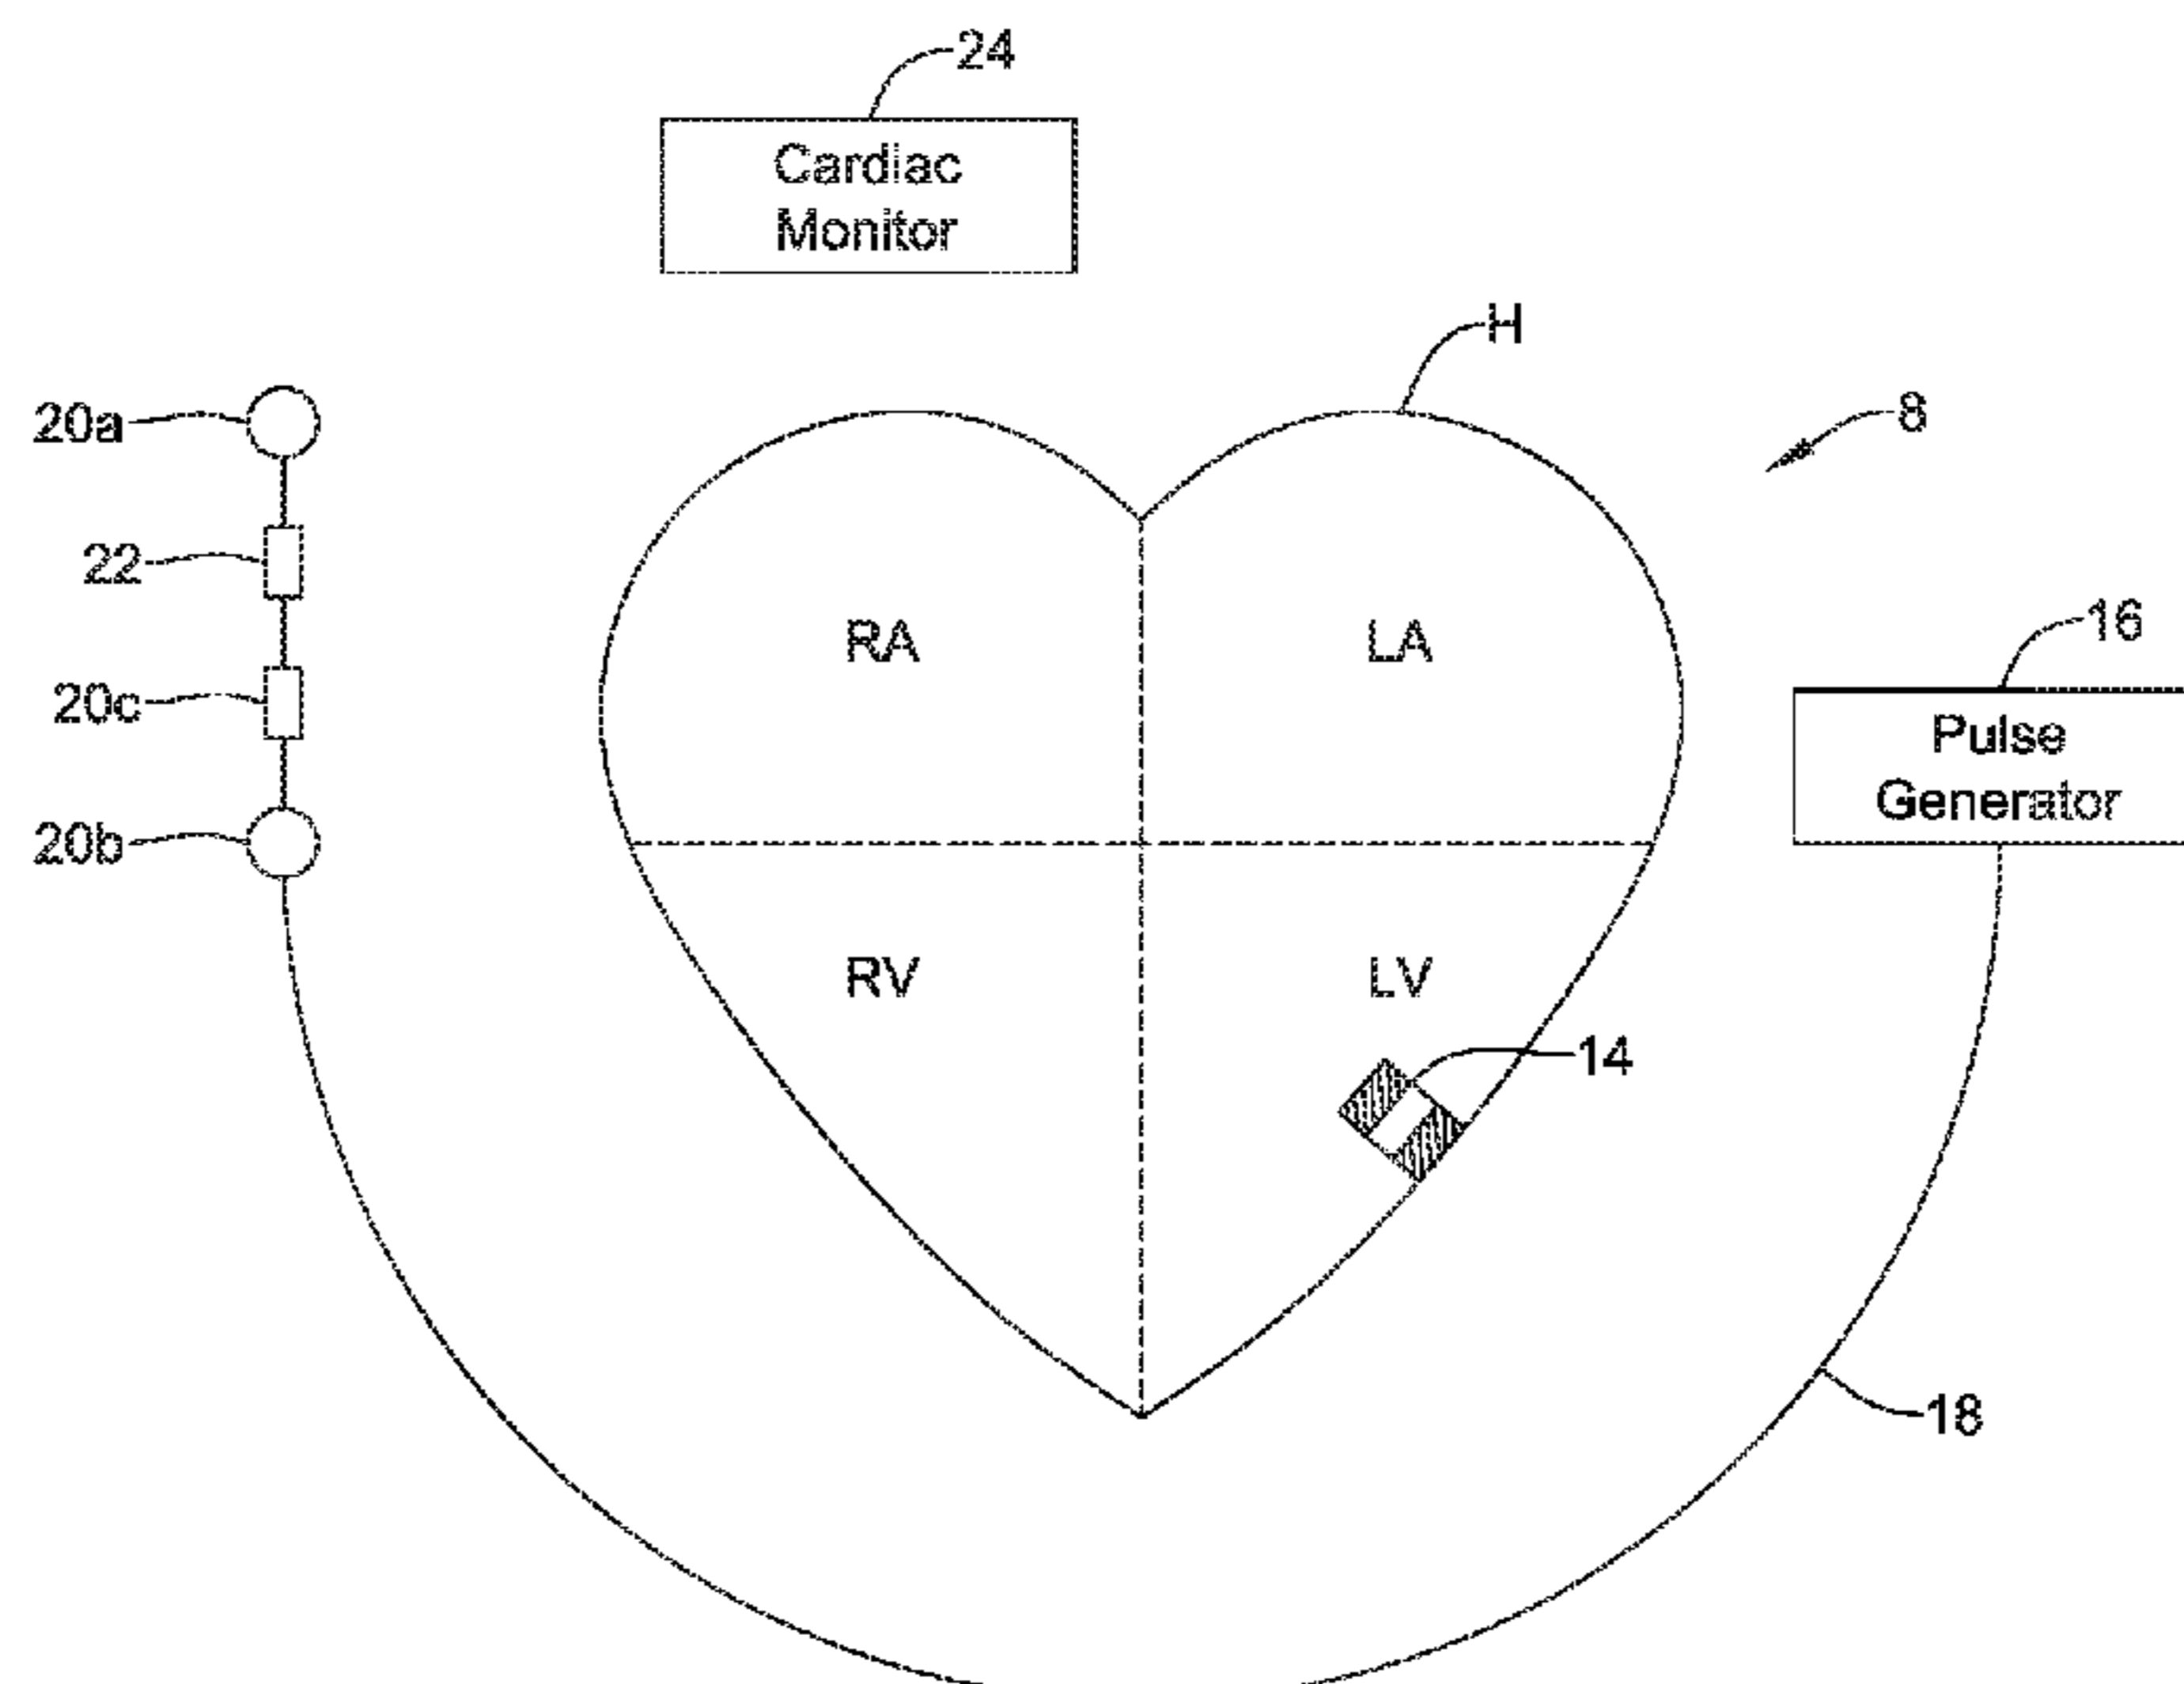 24
Cardiac
Monitor
H
8
20a
22
16
RA
LA
20c
Pulse
Generator
20b
RV
LV
14
18